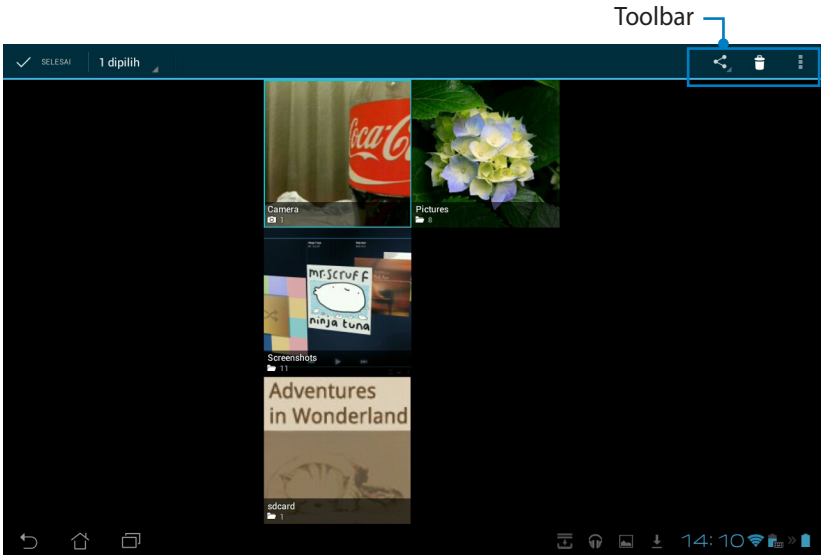 Toolbar
SELESAI
1 dipilih
Coca-C
Camera
1
Pictures
8
mr.scruff
ninja tuna
Screenshots
11
Adventures
in Wonderland
sdcard
1
14:10